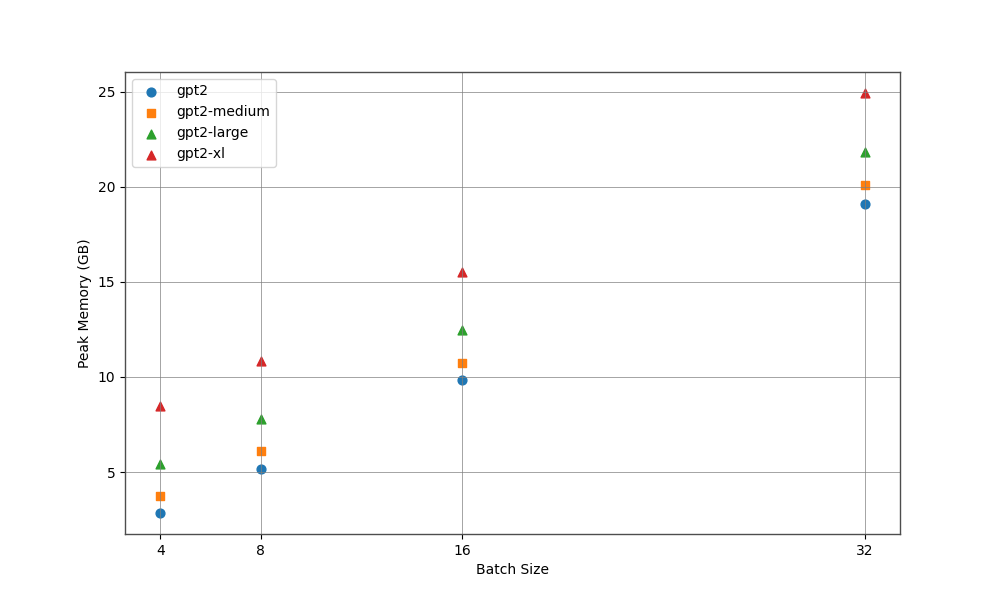 gpt2
gpt2-medium
gpt2-large
gpt2-xl
25
20
15
10
5
Peak Memory (GB)
4 8 16 32
Batch Size